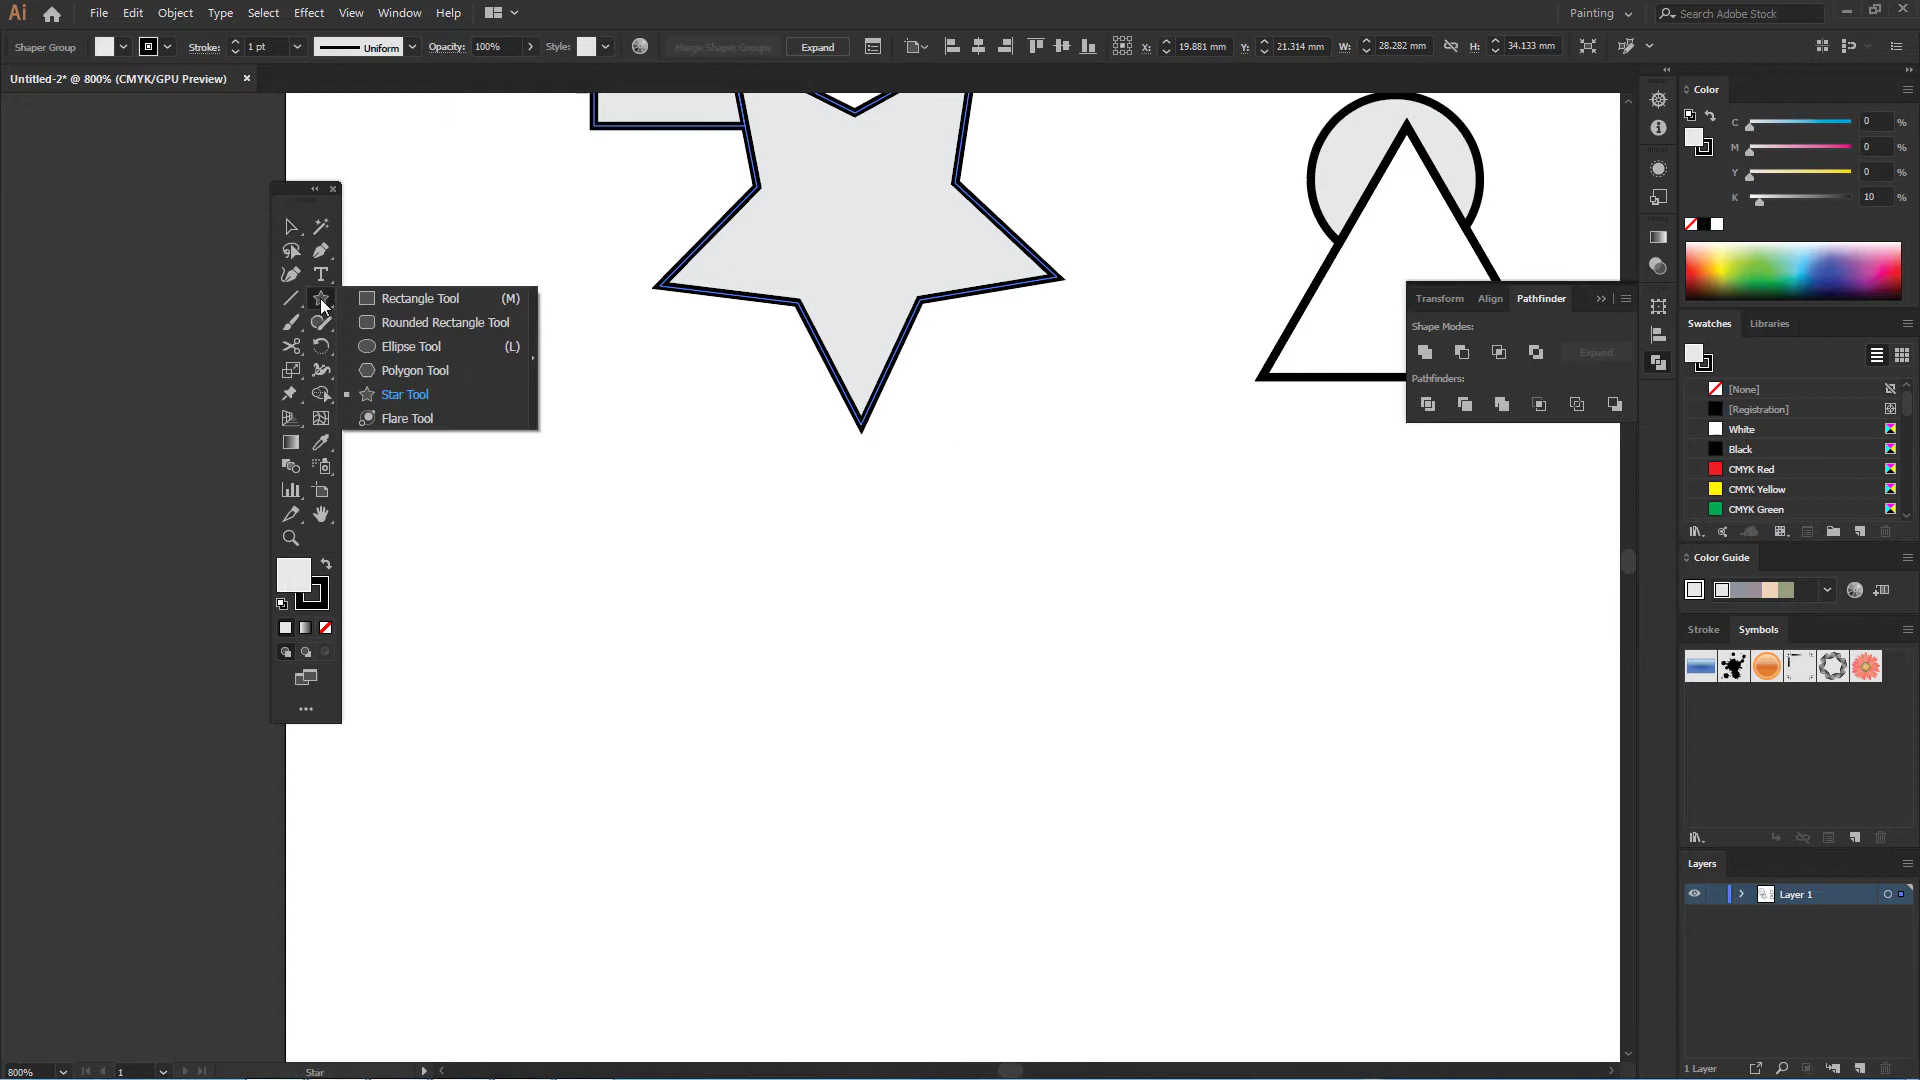 Ai File Edit Object Type Select Effect View Window Help Painting Search Adobe Stock
Shaper Group Stroke: 1 pt Uniform Opacity: 100% Style: Merge Shaper Groups Expand X: 19.881 mm Y: 21.314 mm W: 28.282 mm H: 34.133 mm
Untitled-2* @ 800% (CMYK/GPU Preview)
Rectangle Tool (M)
Rounded Rectangle Tool
Ellipse Tool (L)
Polygon Tool
Star Tool
Flare Tool
Transform Align Pathfinder
Shape Modes:
Expand
Pathfinders:
Color
C 0 %
M 0 %
Y 0 %
K 10 %
Swatches Libraries
[None]
[Registration]
White
Black
CMYK Red
CMYK Yellow
CMYK Green
Color Guide
Stroke Symbols
Layers
Layer 1
1 Layer
800% 1 Star